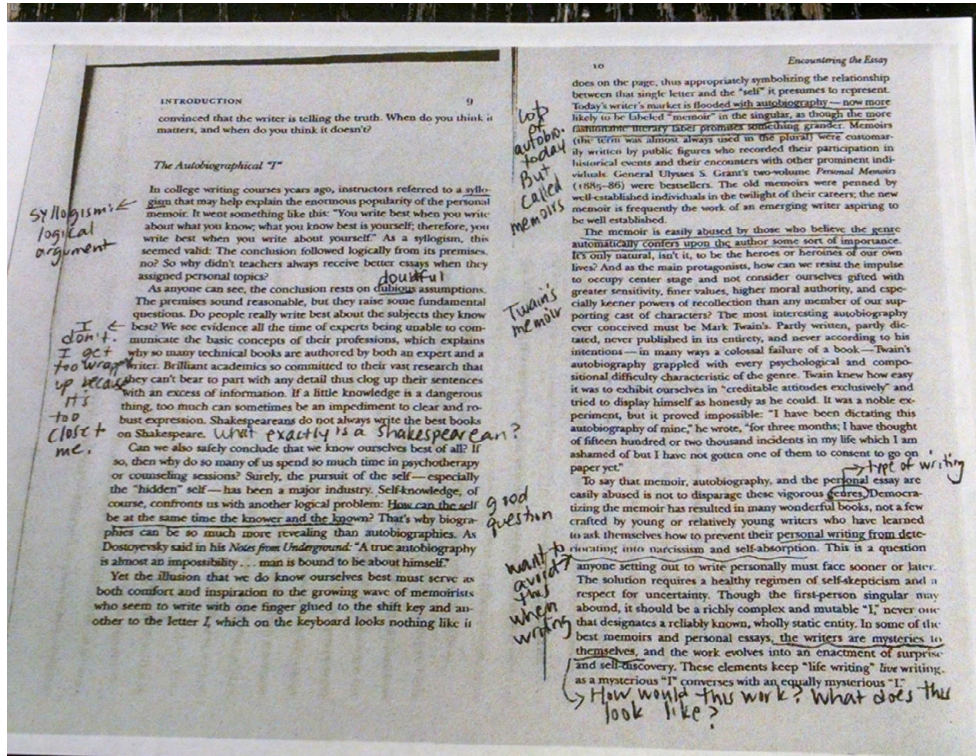 INTRODUCTION 9
convinced that the writer is telling the truth. When do you think it
matters, and when do you think it doesn't?
The Autobiographical "I"
In college writing courses years ago, instructors referred to a syllo-
gism that may help explain the enormous popularity of the personal
memoir. It went something like this: "You write best when you write
about what you know; what you know best is yourself; therefore, you
write best when you write about yourself." As a syllogism, this
seemed valid: The conclusion followed logically from its premises,
no? So why didn't teachers always receive better essays when they
assigned personal topics?
syllogism:
logical
argument
doubtful
As anyone can see, the conclusion rests on dubious assumptions.
The premises sound reasonable, but they raise some fundamental
questions. Do people really write best about the subjects they know
best? We see evidence all the time of experts being unable to com-
municate the basic concepts of their professions, which explains
why so many technical books are authored by both an expert and a
writer. Brilliant academics so committed to their vast research that
they can't bear to part with any detail thus clog up their sentences
with an excess of information. If a little knowledge is a dangerous
thing, too much can sometimes be an impediment to clear and ro-
bust expression. Shakespeareans do not always write the best books
on Shakespeare. What exactly is a shakespearean?
I
don't.
I get
too wrapped
up because
it's
too
close to
me.
Can we also safely conclude that we know ourselves best of all? If
so, then why do so many of us spend so much time in psychotherapy
or counseling sessions? Surely, the pursuit of the self—especially
the "hidden" self—has been a major industry. Self-knowledge, of
course, confronts us with another logical problem: How can the self
be at the same time the knower and the known? That's why biogra-
phies can be so much more revealing than autobiographies. As
Dostoyevsky said in his Notes from Underground: "A true autobiography
is almost an impossibility . . . man is bound to be about himself."
good
question
Yet the illusion that we do know ourselves best must serve as
both comfort and inspiration to the growing wave of memoirists
who seem to write with one finger glued to the shift key and an-
other to the letter I, which on the keyboard looks nothing like it
10 Encountering the Essay
does on the page, thus appropriately symbolizing the relationship
between that single letter and the "self" it presumes to represent.
Today's writer's market is flooded with autobiography—now more
likely to be labeled "memoir" in the singular, as though the more
fashionable literary label promises something grander. Memoirs
(the term was almost always used in the plural) were customar-
ily written by public figures who recorded their participation in
historical events and their encounters with other prominent indi-
viduals. General Ulysses S. Grant's two-volume Personal Memoirs
(1885–86) were bestsellers. The old memoirs were penned by
well-established individuals in the twilight of their careers; the new
memoir is frequently the work of an emerging writer aspiring to
be well established.
lots
of
autobio.
today
But
called
memoirs
The memoir is easily abused by those who believe the genre
automatically confers upon the author some sort of importance.
It's only natural, isn't it, to be the heroes or heroines of our own
lives? And as the main protagonists, how can we resist the impulse
to occupy center stage and not consider ourselves gifted with
greater sensitivity, finer values, higher moral authority, and espe-
cially keener powers of recollection than any member of our sup-
porting cast of characters? The most interesting autobiography
ever conceived must be Mark Twain's. Partly written, partly dic-
tated, never published in its entirety, and never according to his
intentions—in many ways a colossal failure of a book—Twain's
autobiography grappled with every psychological and compo-
sitional difficulty characteristic of the genre. Twain knew how easy
it was to exhibit ourselves in "creditable attitudes exclusively" and
tried to display himself as honestly as he could. It was a noble ex-
periment, but it proved impossible: "I have been dictating this
autobiography of mine," he wrote, "for three months; I have thought
of fifteen hundred or two thousand incidents in my life which I am
ashamed of but I have not gotten one of them to consent to go on
paper yet."
Twain's
memoir
type of writing
To say that memoir, autobiography, and the personal essay are
easily abused is not to disparage these vigorous genres. Democra-
tizing the memoir has resulted in many wonderful books, not a few
crafted by young or relatively young writers who have learned
to ask themselves how to prevent their personal writing from dete-
riorating into narcissism and self-absorption. This is a question
anyone setting out to write personally must face sooner or later.
The solution requires a healthy regimen of self-skepticism and a
respect for uncertainty. Though the first-person singular may
abound, it should be a richly complex and mutable "I," never one
that designates a reliably known, wholly static entity. In some of the
best memoirs and personal essays, the writers are mysteries to
themselves, and the work evolves into an enactment of surprise
and self-discovery. These elements keep "life writing" live writing,
as a mysterious "I" converses with an equally mysterious "I."
want to
avoid
this
when
writing
How would this work? What does this
look like?